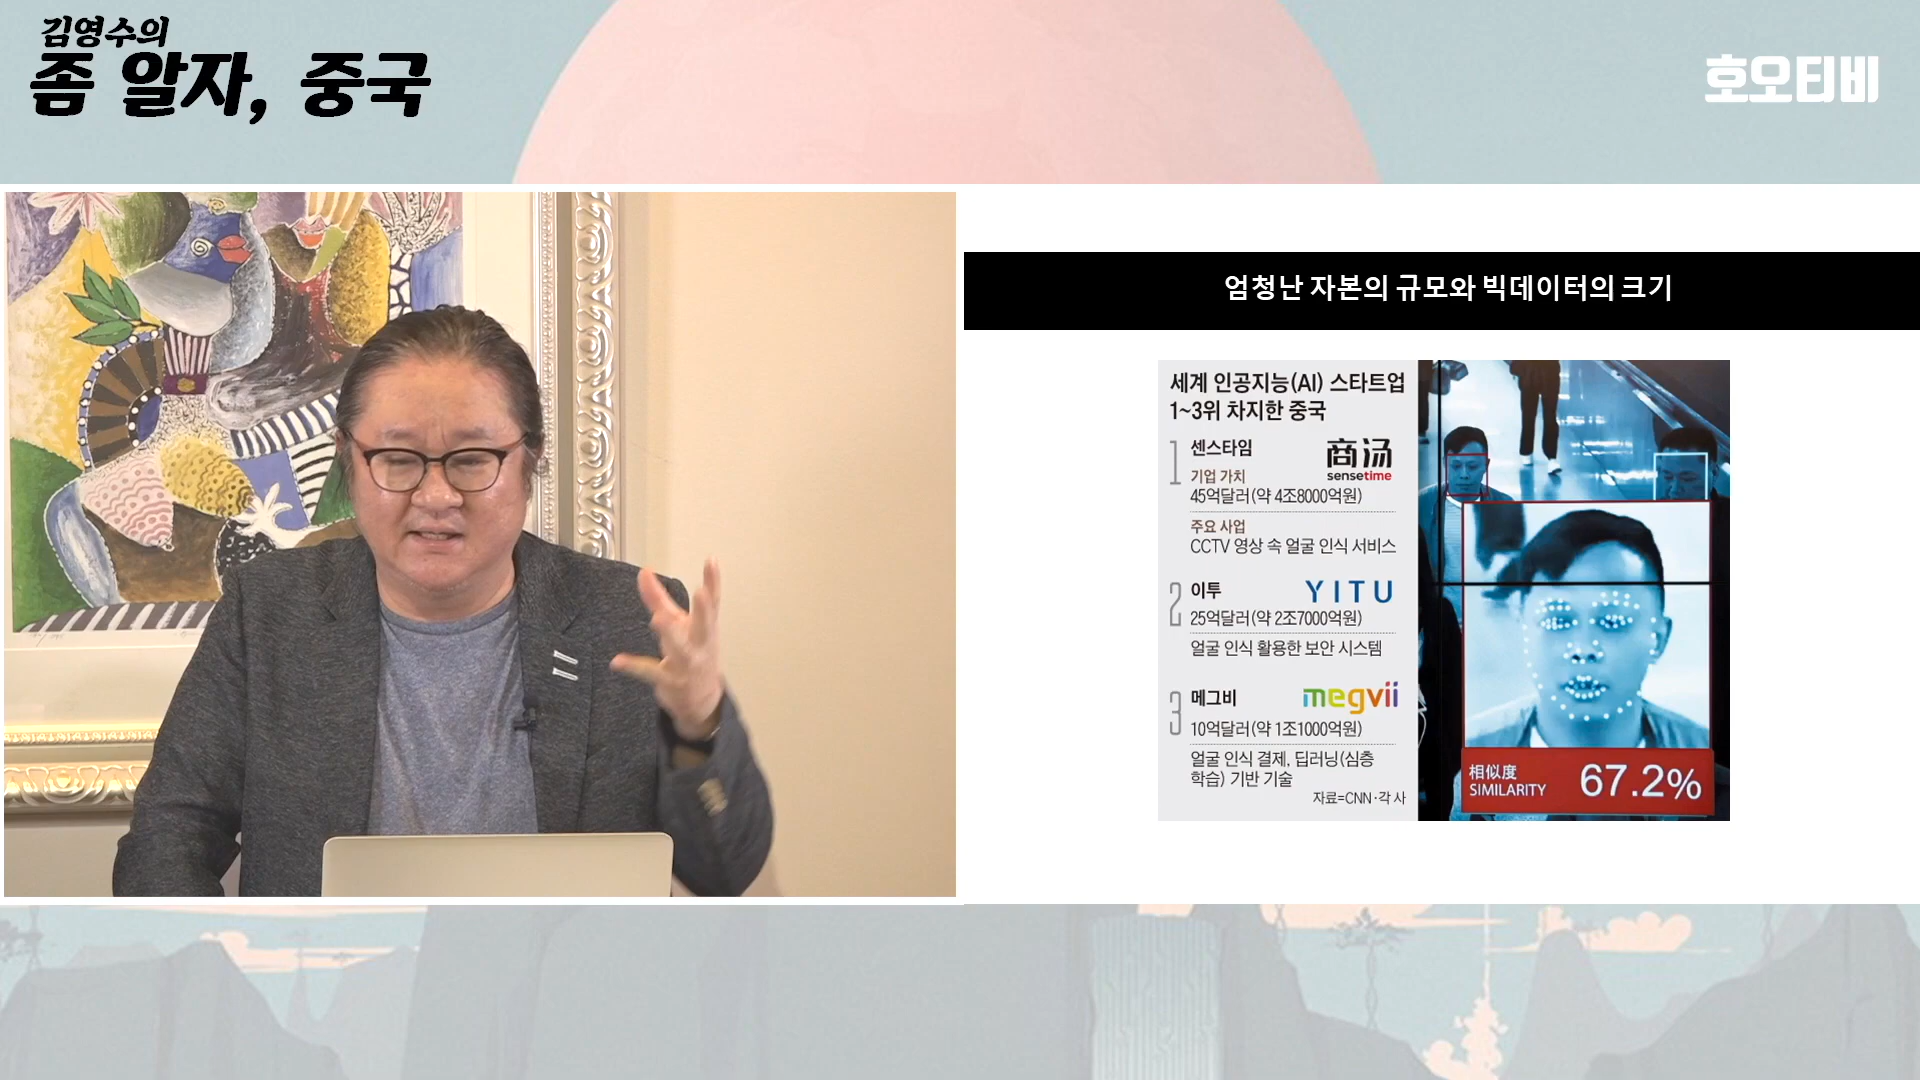 김영수의
좀 알자, 중국
호오티비
엄청난 자본의 규모와 빅데이터의 크기
세계 인공지능(AI) 스타트업
1~3위 차지한 중국
1 센스타임
商汤
sensetime
기업 가치
45억달러(약 4조8000억원)
주요 사업
CCTV 영상 속 얼굴 인식 서비스
2 이투 YITU
25억달러(약 2조7000억원)
얼굴 인식 활용한 보안 시스템
3 메그비 megvii
10억달러(약 1조1000억원)
얼굴 인식 결제, 딥러닝(심층
학습) 기반 기술
자료=CNN·각 사
相似度
SIMILARITY 67.2%